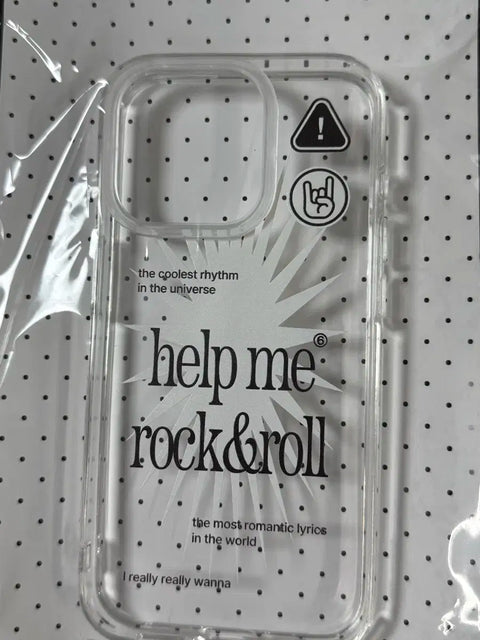 !
the coolest rhythm
in the universe
help me ⑥
rock&roll
the most romantic lyrics
in the world
I really really wanna